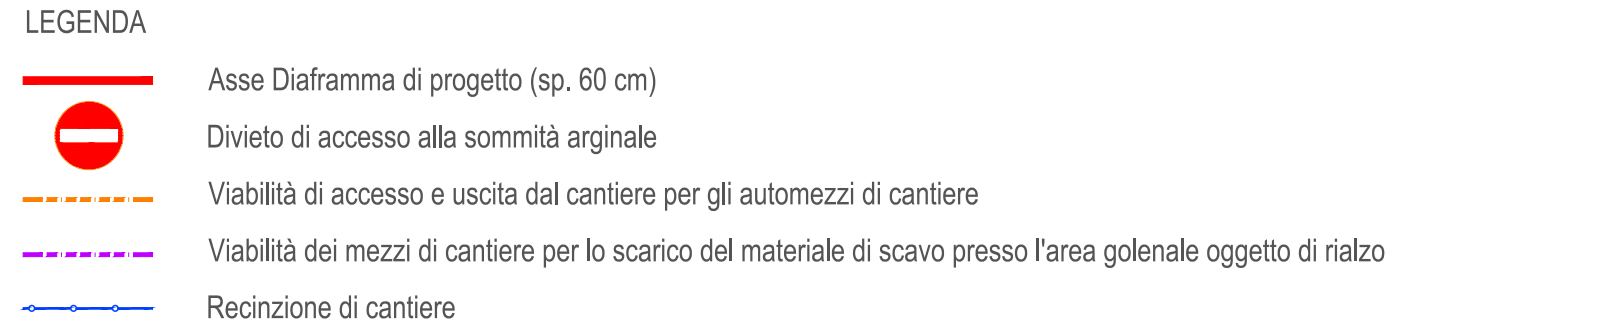 LEGENDA
Asse Diaframma di progetto (sp. 60 cm)
Divieto di accesso alla sommità arginale
Viabilità di accesso e uscita dal cantiere per gli automezzi di cantiere
Viabilità dei mezzi di cantiere per lo scarico del materiale di scavo presso l'area golenale oggetto di rialzo
Recinzione di cantiere